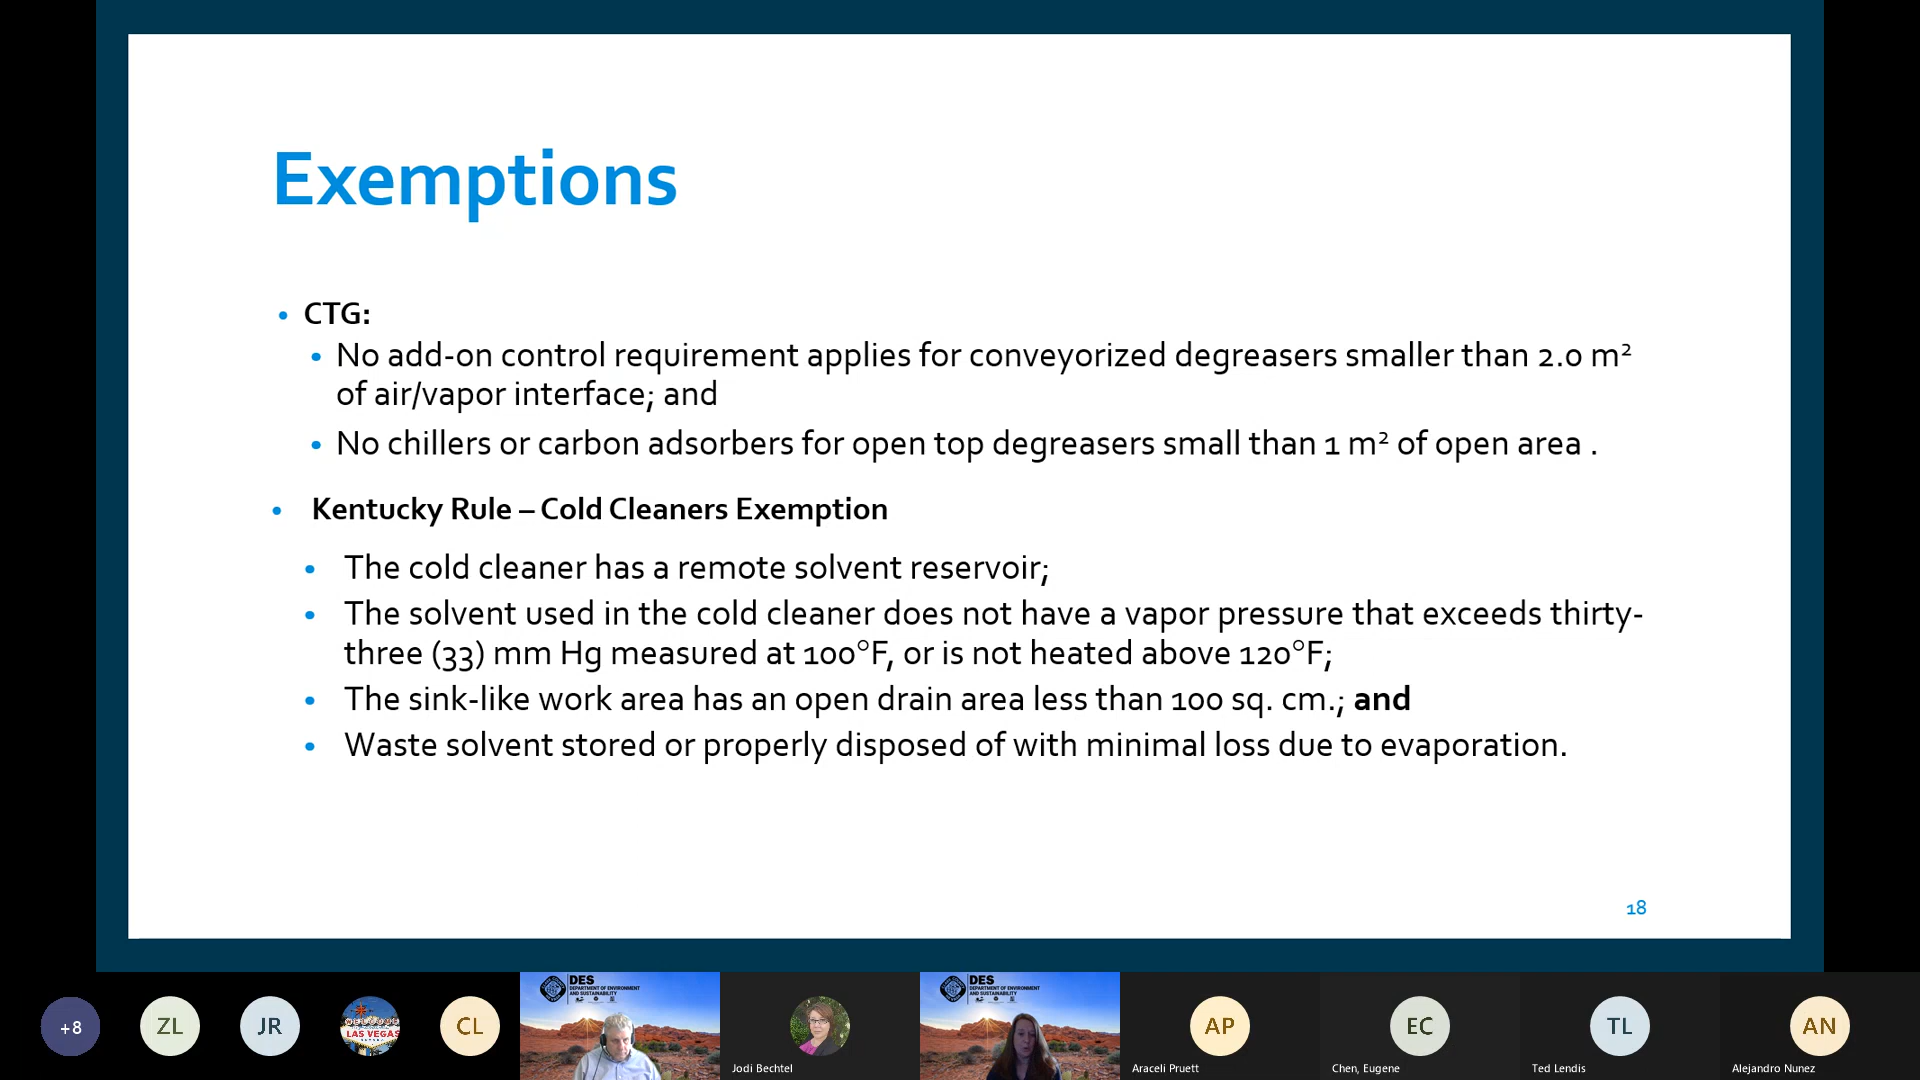 Exemptions
• CTG:
• No add-on control requirement applies for conveyorized degreasers smaller than 2.0 m²
of air/vapor interface; and
• No chillers or carbon adsorbers for open top degreasers small than 1 m² of open area .
• Kentucky Rule – Cold Cleaners Exemption
• The cold cleaner has a remote solvent reservoir;
• The solvent used in the cold cleaner does not have a vapor pressure that exceeds thirty-
three (33) mm Hg measured at 100°F, or is not heated above 120°F;
• The sink-like work area has an open drain area less than 100 sq. cm.; and
• Waste solvent stored or properly disposed of with minimal loss due to evaporation.
18
+8
ZL
JR
LAS VEGAS
CL
DES
DEPARTMENT OF ENVIRONMENT
AND SUSTAINABILITY
Jodi Bechtel
DES
DEPARTMENT OF ENVIRONMENT
AND SUSTAINABILITY
AP
Araceli Pruett
EC
Chen, Eugene
TL
Ted Lendis
AN
Alejandro Nunez